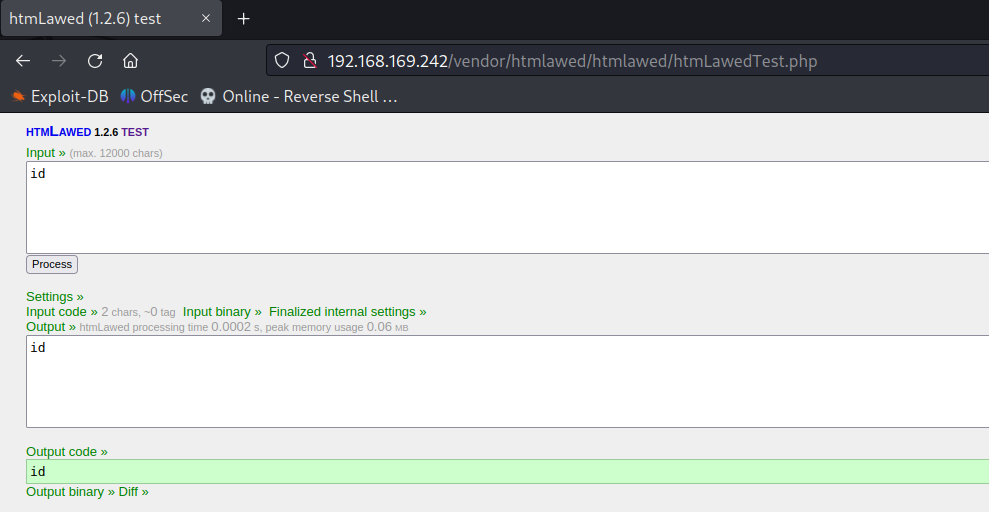 htmLawed (1.2.6) test
192.168.169.242/vendor/htmlawed/htmlawed/htmLawedTest.php
Exploit-DB OffSec Online - Reverse Shell ...
HTMLAWED 1.2.6 TEST
Input » (max. 12000 chars)
id
Process
Settings »
Input code » 2 chars, ~0 tag Input binary » Finalized internal settings »
Output » htmLawed processing time 0.0002 s, peak memory usage 0.06 MB
id
Output code »
id
Output binary » Diff »